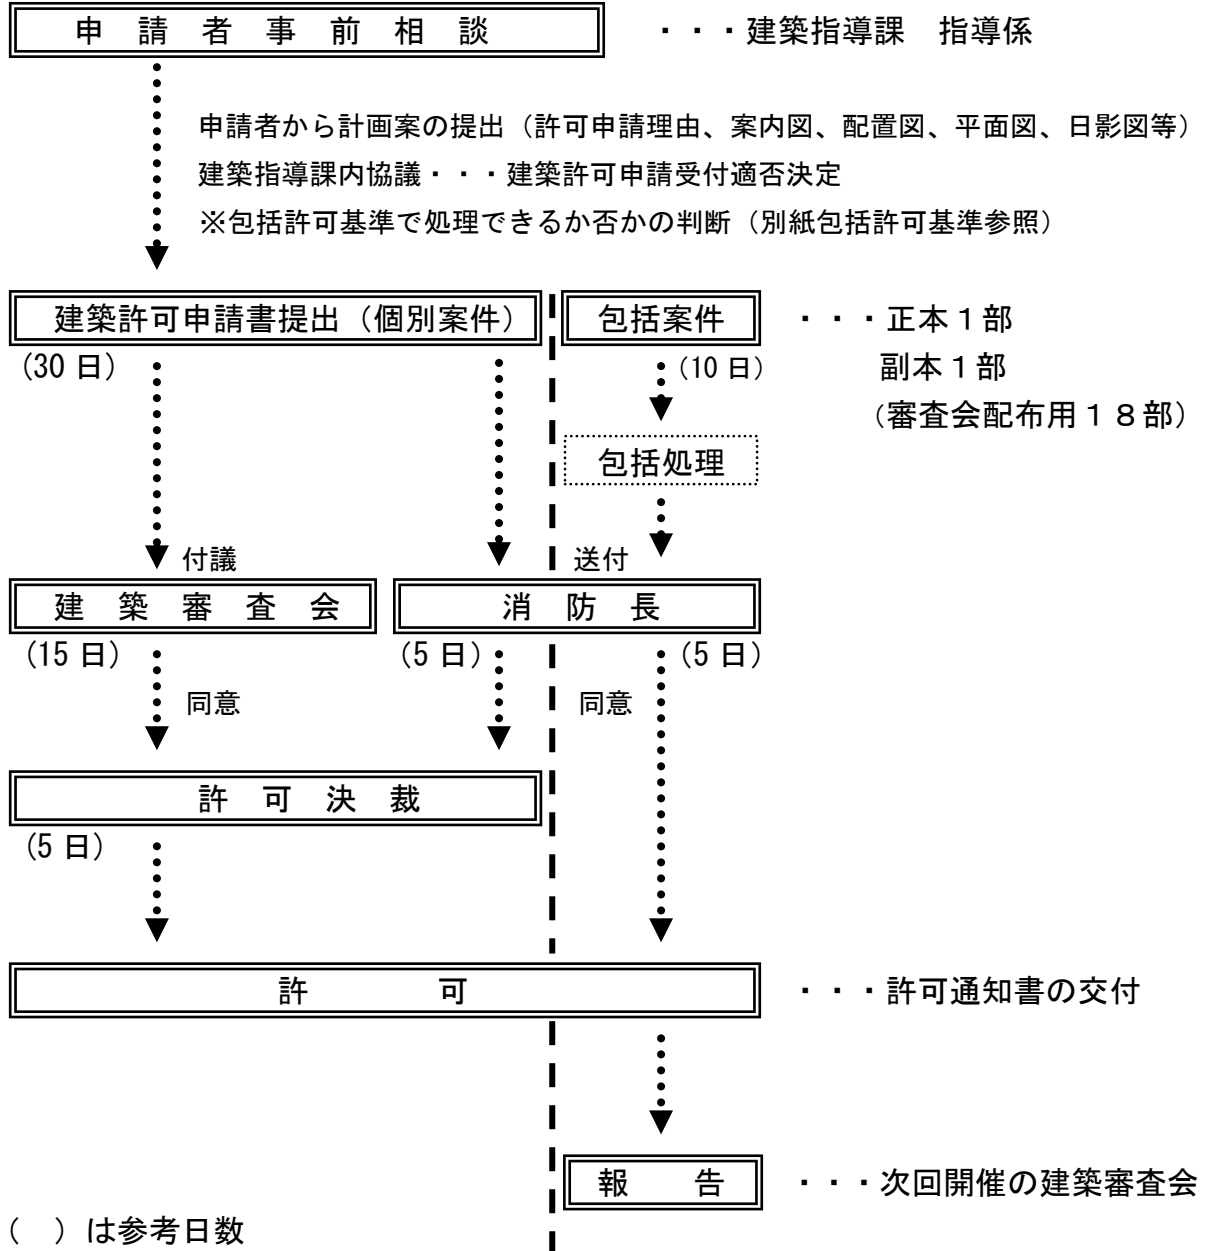 申請者事前相談 ・・・建築指導課 指導係
申請者から計画案の提出（許可申請理由、案内図、配置図、平面図、日影図等）
建築指導課内協議・・・建築許可申請受付適否決定
※包括許可基準で処理できるか否かの判断（別紙包括許可基準参照）
建築許可申請書提出（個別案件） 包括案件 ・・・正本１部
（30 日） （10 日） 副本１部
（審査会配布用１８部）
包括処理
付議 送付
建築審査会 消防長
（15 日） （5 日） （5 日）
同意 同意
許可決裁
（5 日）
許可 ・・・許可通知書の交付
報告 ・・・次回開催の建築審査会
（　）は参考日数